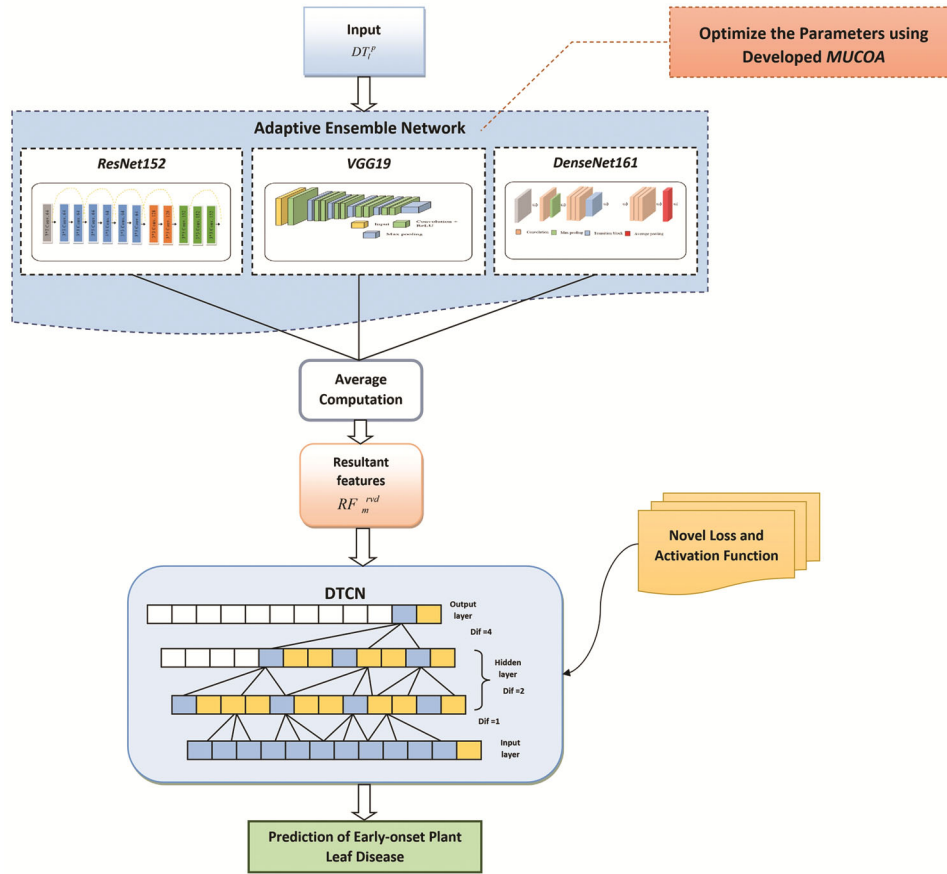 Input
DT_i^p
Optimize the Parameters using
Developed MUCOA
Adaptive Ensemble Network
ResNet152
VGG19
DenseNet161
Input
Convolution +
ReLU
Max pooling
Convolution
Max pooling
Average pooling
Average
Computation
Resultant
features
RF_m^{rvd}
Novel Loss and
Activation Function
DTCN
Output
layer
Dif =4
Hidden
layer
Dif =2
Dif =1
Input
layer
Prediction of Early-onset Plant
Leaf Disease